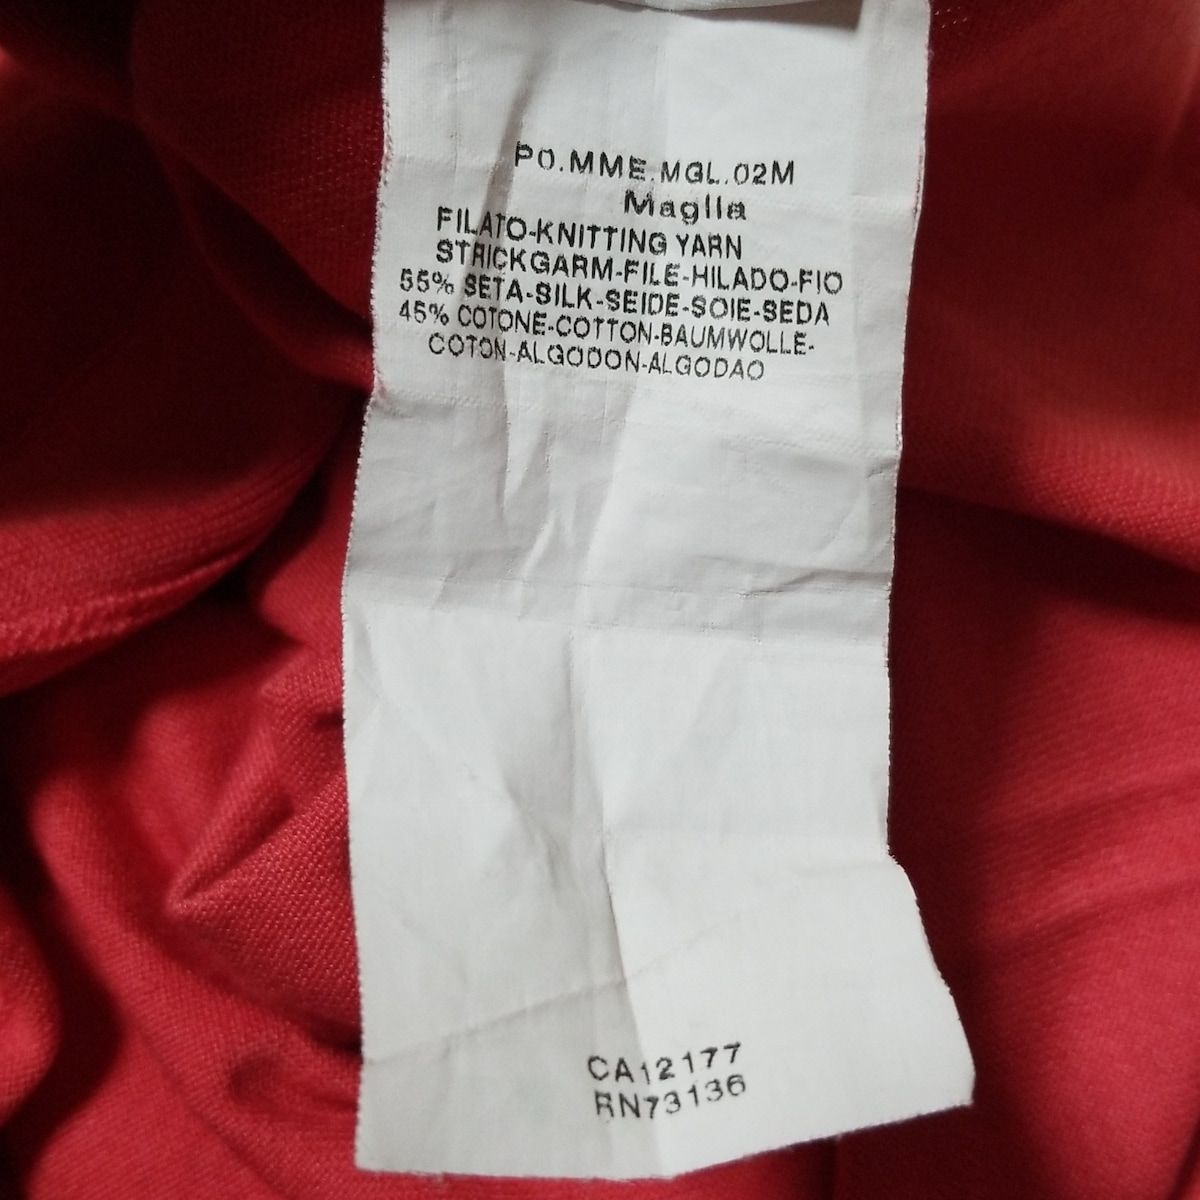 PO.MME.MGL.02M
Maglia
FILATO-KNITTING YARN
STRICKGARM-FILE-HILADO-FIO
55% SETA-SILK-SEIDE-SOIE-SEDA
45% COTONE-COTTON-BAUMWOLLE-
COTON-ALGODON-ALGODAO
CA12177
RN73136